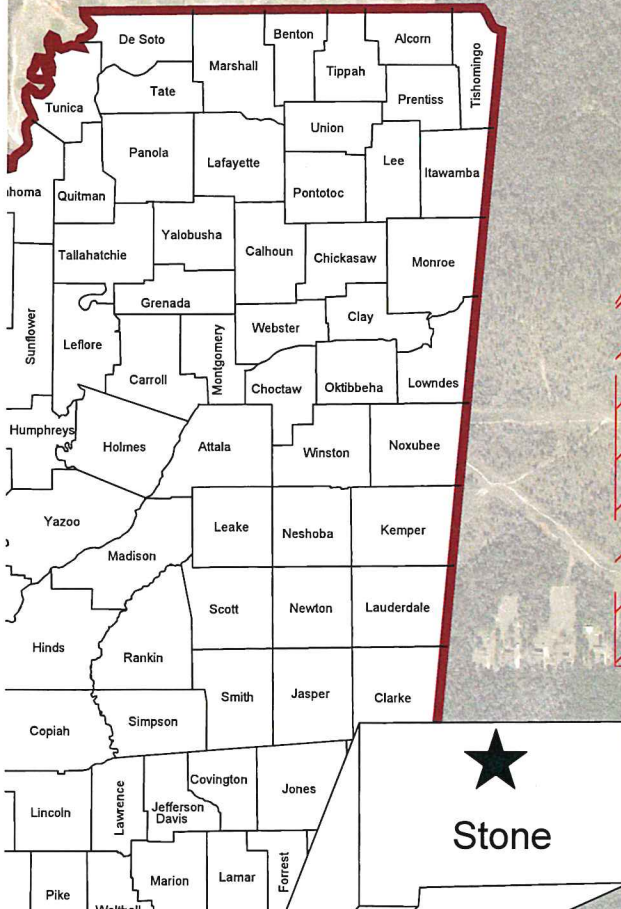 De Soto
Benton
Alcorn
Marshall
Tippah
Tishomingo
Tate
Prentiss
Tunica
Union
Panola
Lafayette
Lee
Itawamba
Pontotoc
ahoma
Quitman
Yalobusha
Calhoun
Chickasaw
Monroe
Tallahatchie
Grenada
Sunflower
Leflore
Webster
Clay
Montgomery
Carroll
Choctaw
Oktibbeha
Lowndes
Humphreys
Holmes
Attala
Winston
Noxubee
Yazoo
Leake
Neshoba
Kemper
Madison
Scott
Newton
Lauderdale
Hinds
Rankin
Smith
Jasper
Clarke
Copiah
Simpson
Covington
Jones
Lawrence
Jefferson
Davis
Lincoln
Stone
Marion
Lamar
Forrest
Pike
Walthall